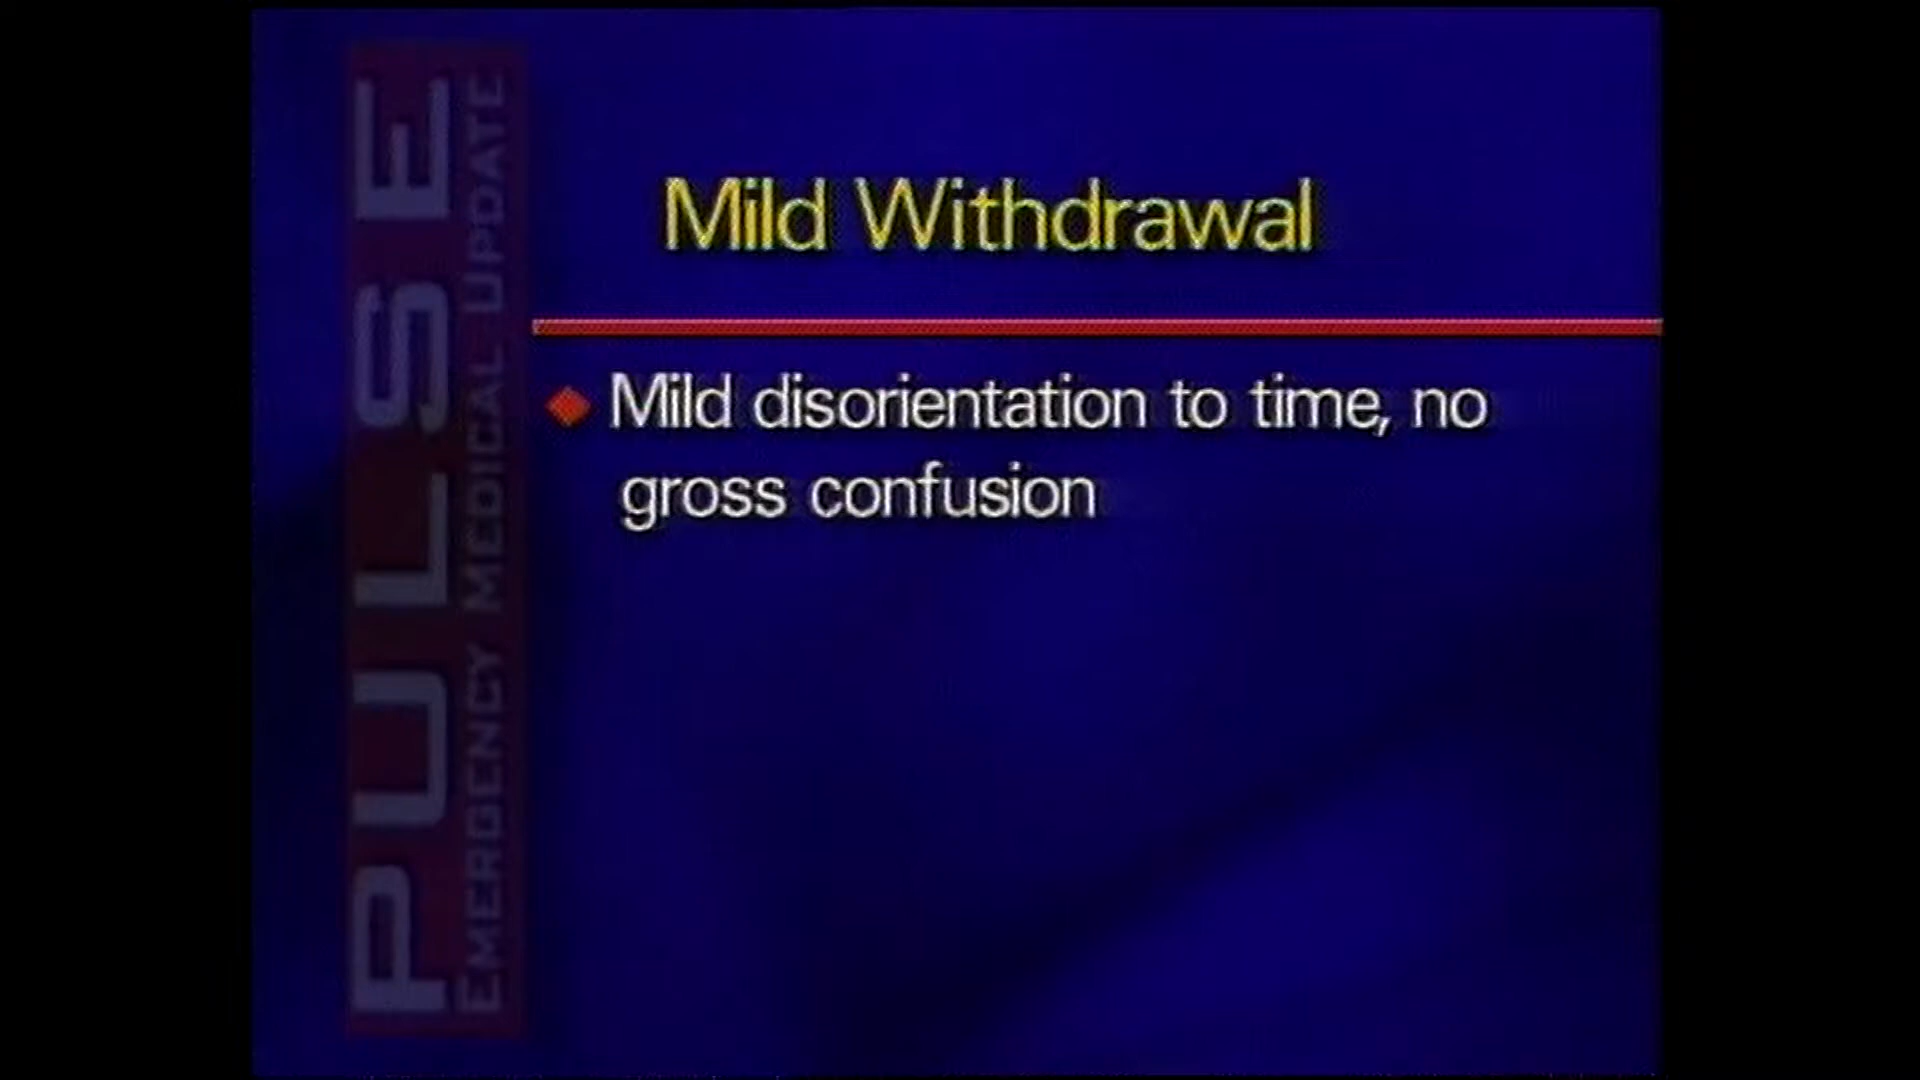 PULSE
EMERGENCY MEDICAL UPDATE
Mild Withdrawal
Mild disorientation to time, no
gross confusion